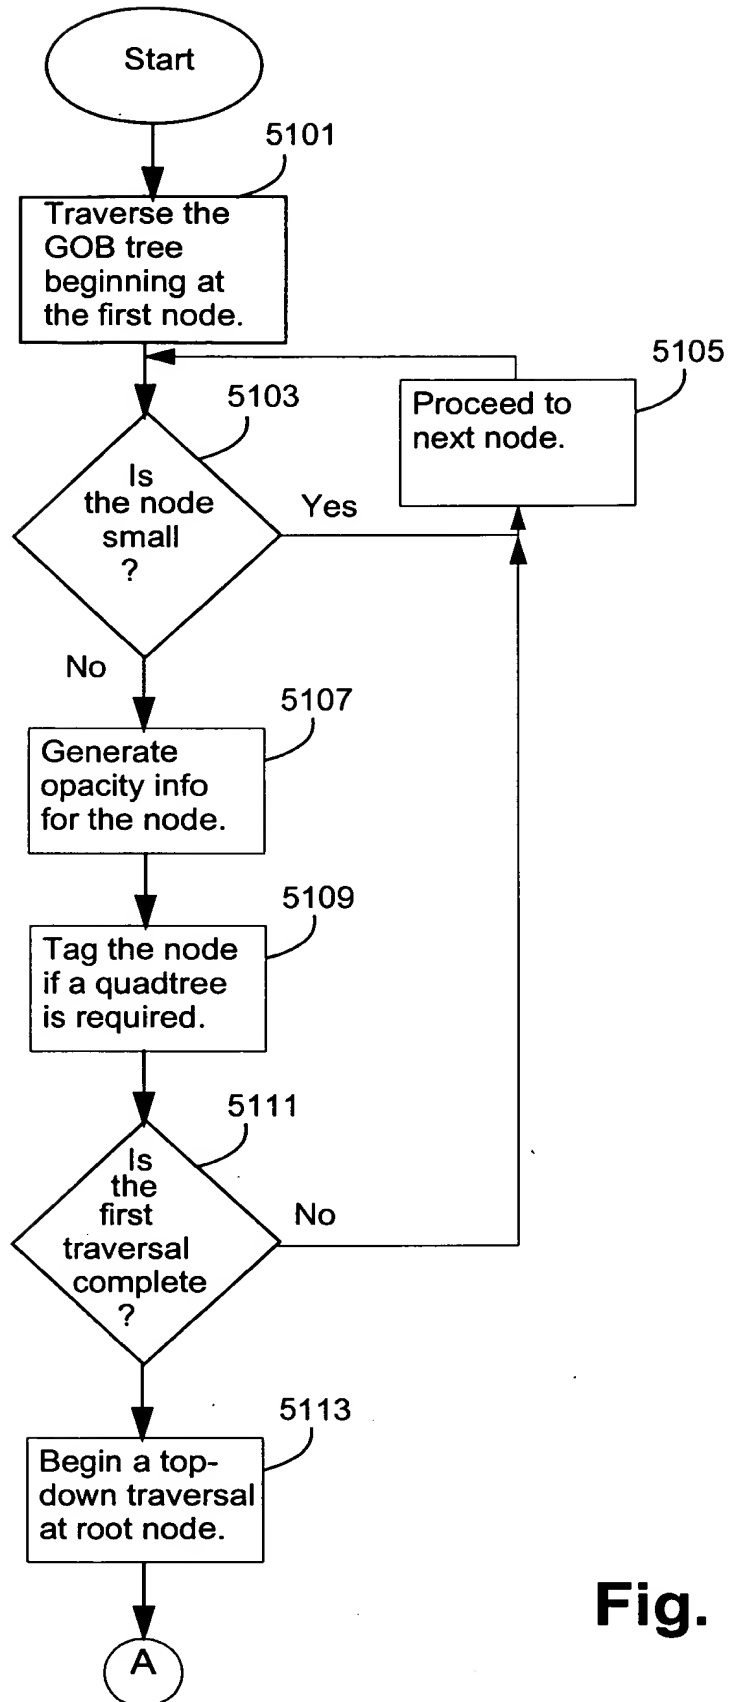 Start
5101
Traverse the
GOB tree
beginning at
the first node.
5105
Proceed to
next node.
5103
Is
the node
small
?
Yes
No
5107
Generate
opacity info
for the node.
5109
Tag the node
if a quadtree
is required.
5111
Is
the
first
traversal
complete
?
No
5113
Begin a top-
down traversal
at root node.
Fig.
A